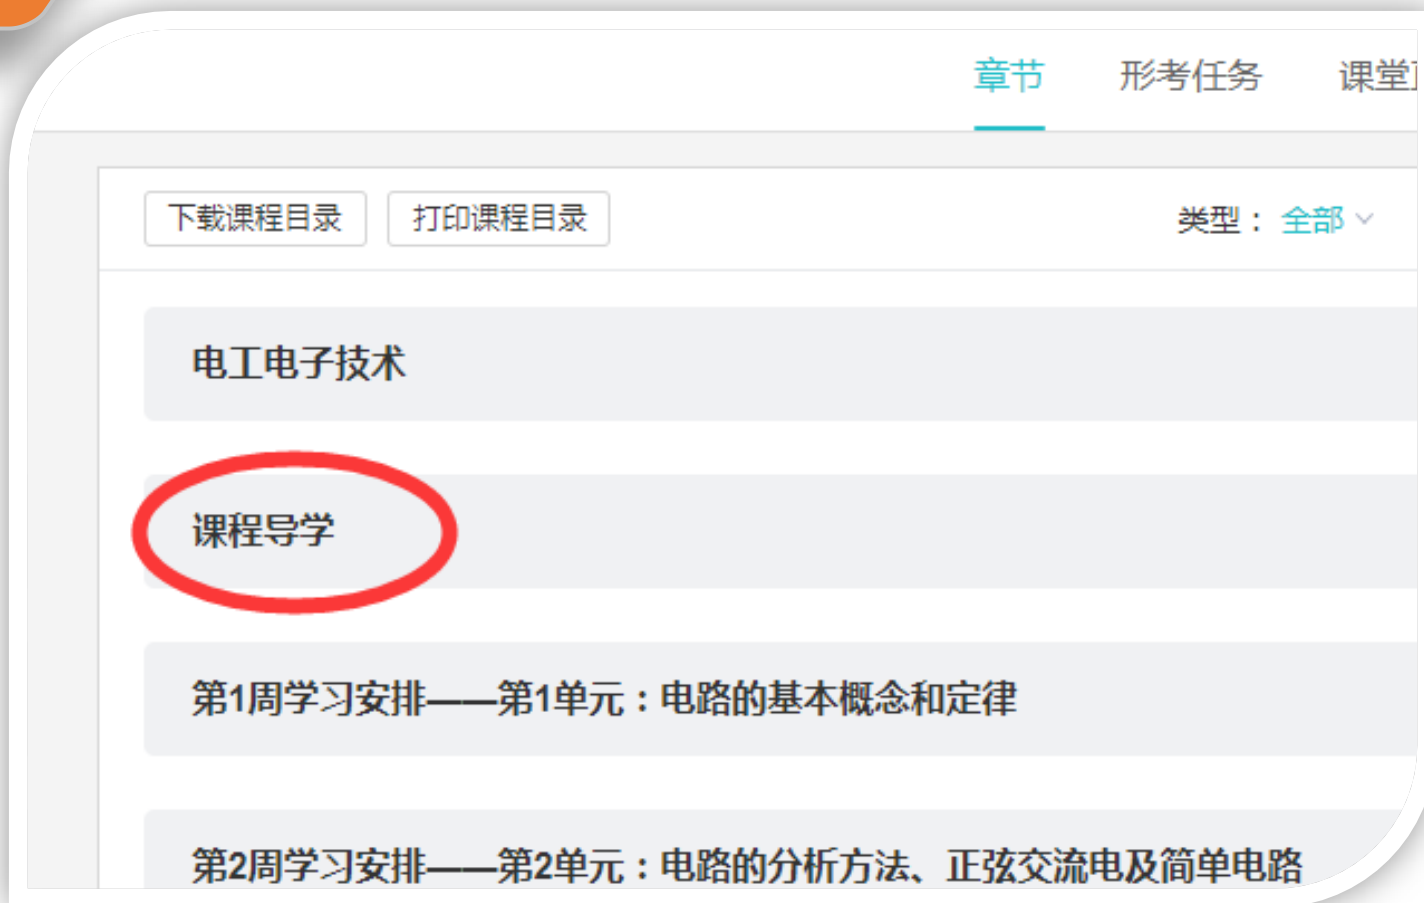 章节 形考任务 课堂
下载课程目录 打印课程目录 类型：全部
电工电子技术
课程导学
第1周学习安排——第1单元：电路的基本概念和定律
第2周学习安排——第2单元：电路的分析方法、正弦交流电及简单电路